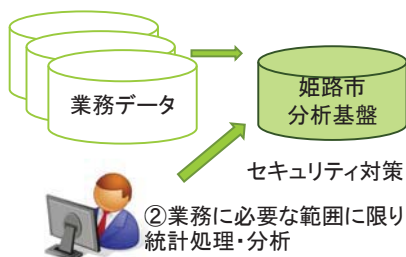 業務データ
姫路市
分析基盤
セキュリティ対策
②業務に必要な範囲に限り
統計処理・分析